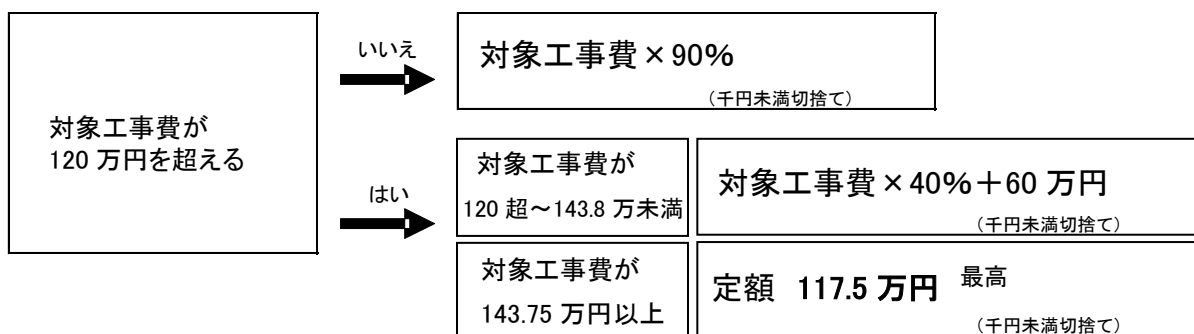 対象工事費が
120 万円を超える
いいえ
対象工事費×90%
(千円未満切捨て)
はい
対象工事費が
120 超～143.8 万未満
対象工事費×40%＋60 万円
(千円未満切捨て)
対象工事費が
143.75 万円以上
定額 117.5 万円 最高
(千円未満切捨て)